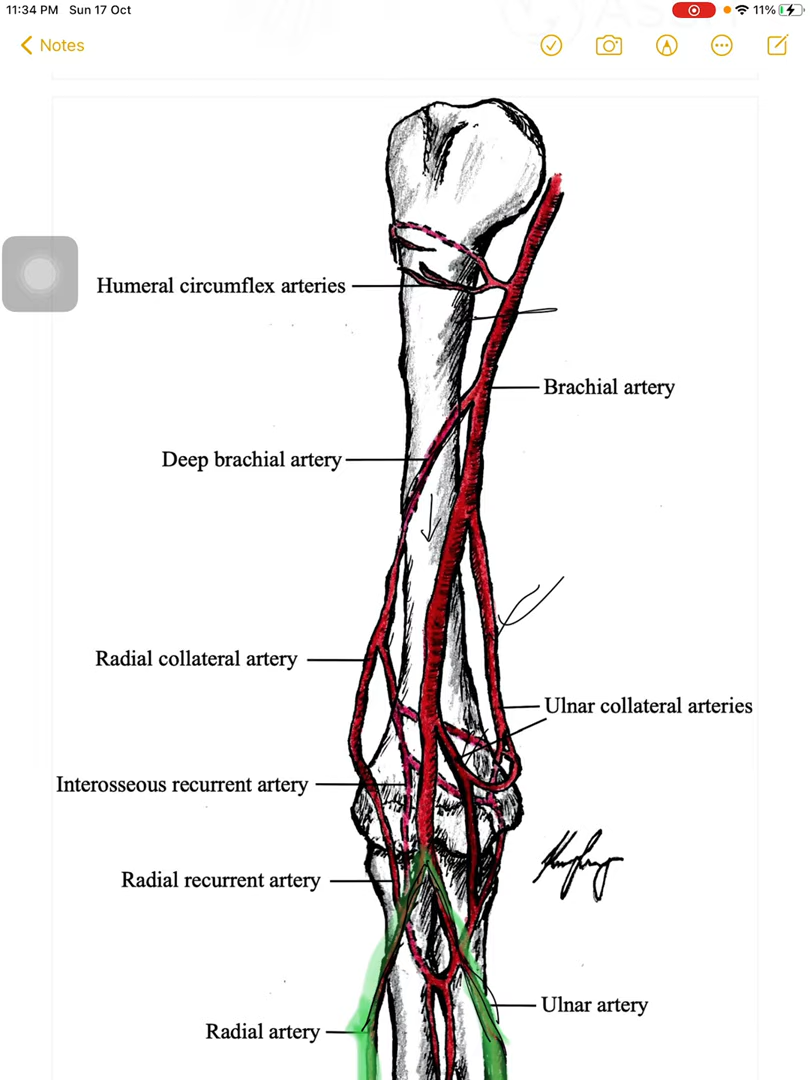 11:34 PM Sun 17 Oct
11%
Notes
Humeral circumflex arteries
Brachial artery
Deep brachial artery
Radial collateral artery
Ulnar collateral arteries
Interosseous recurrent artery
Radial recurrent artery
Ulnar artery
Radial artery